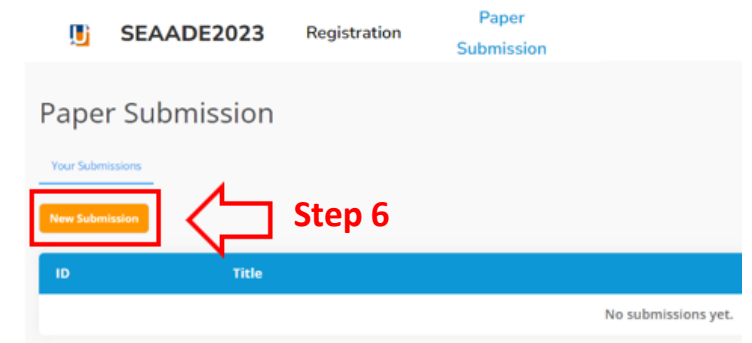 SEAADE2023 Registration Paper Submission
Paper Submission
Your Submissions
New Submission Step 6
ID Title
No submissions yet.